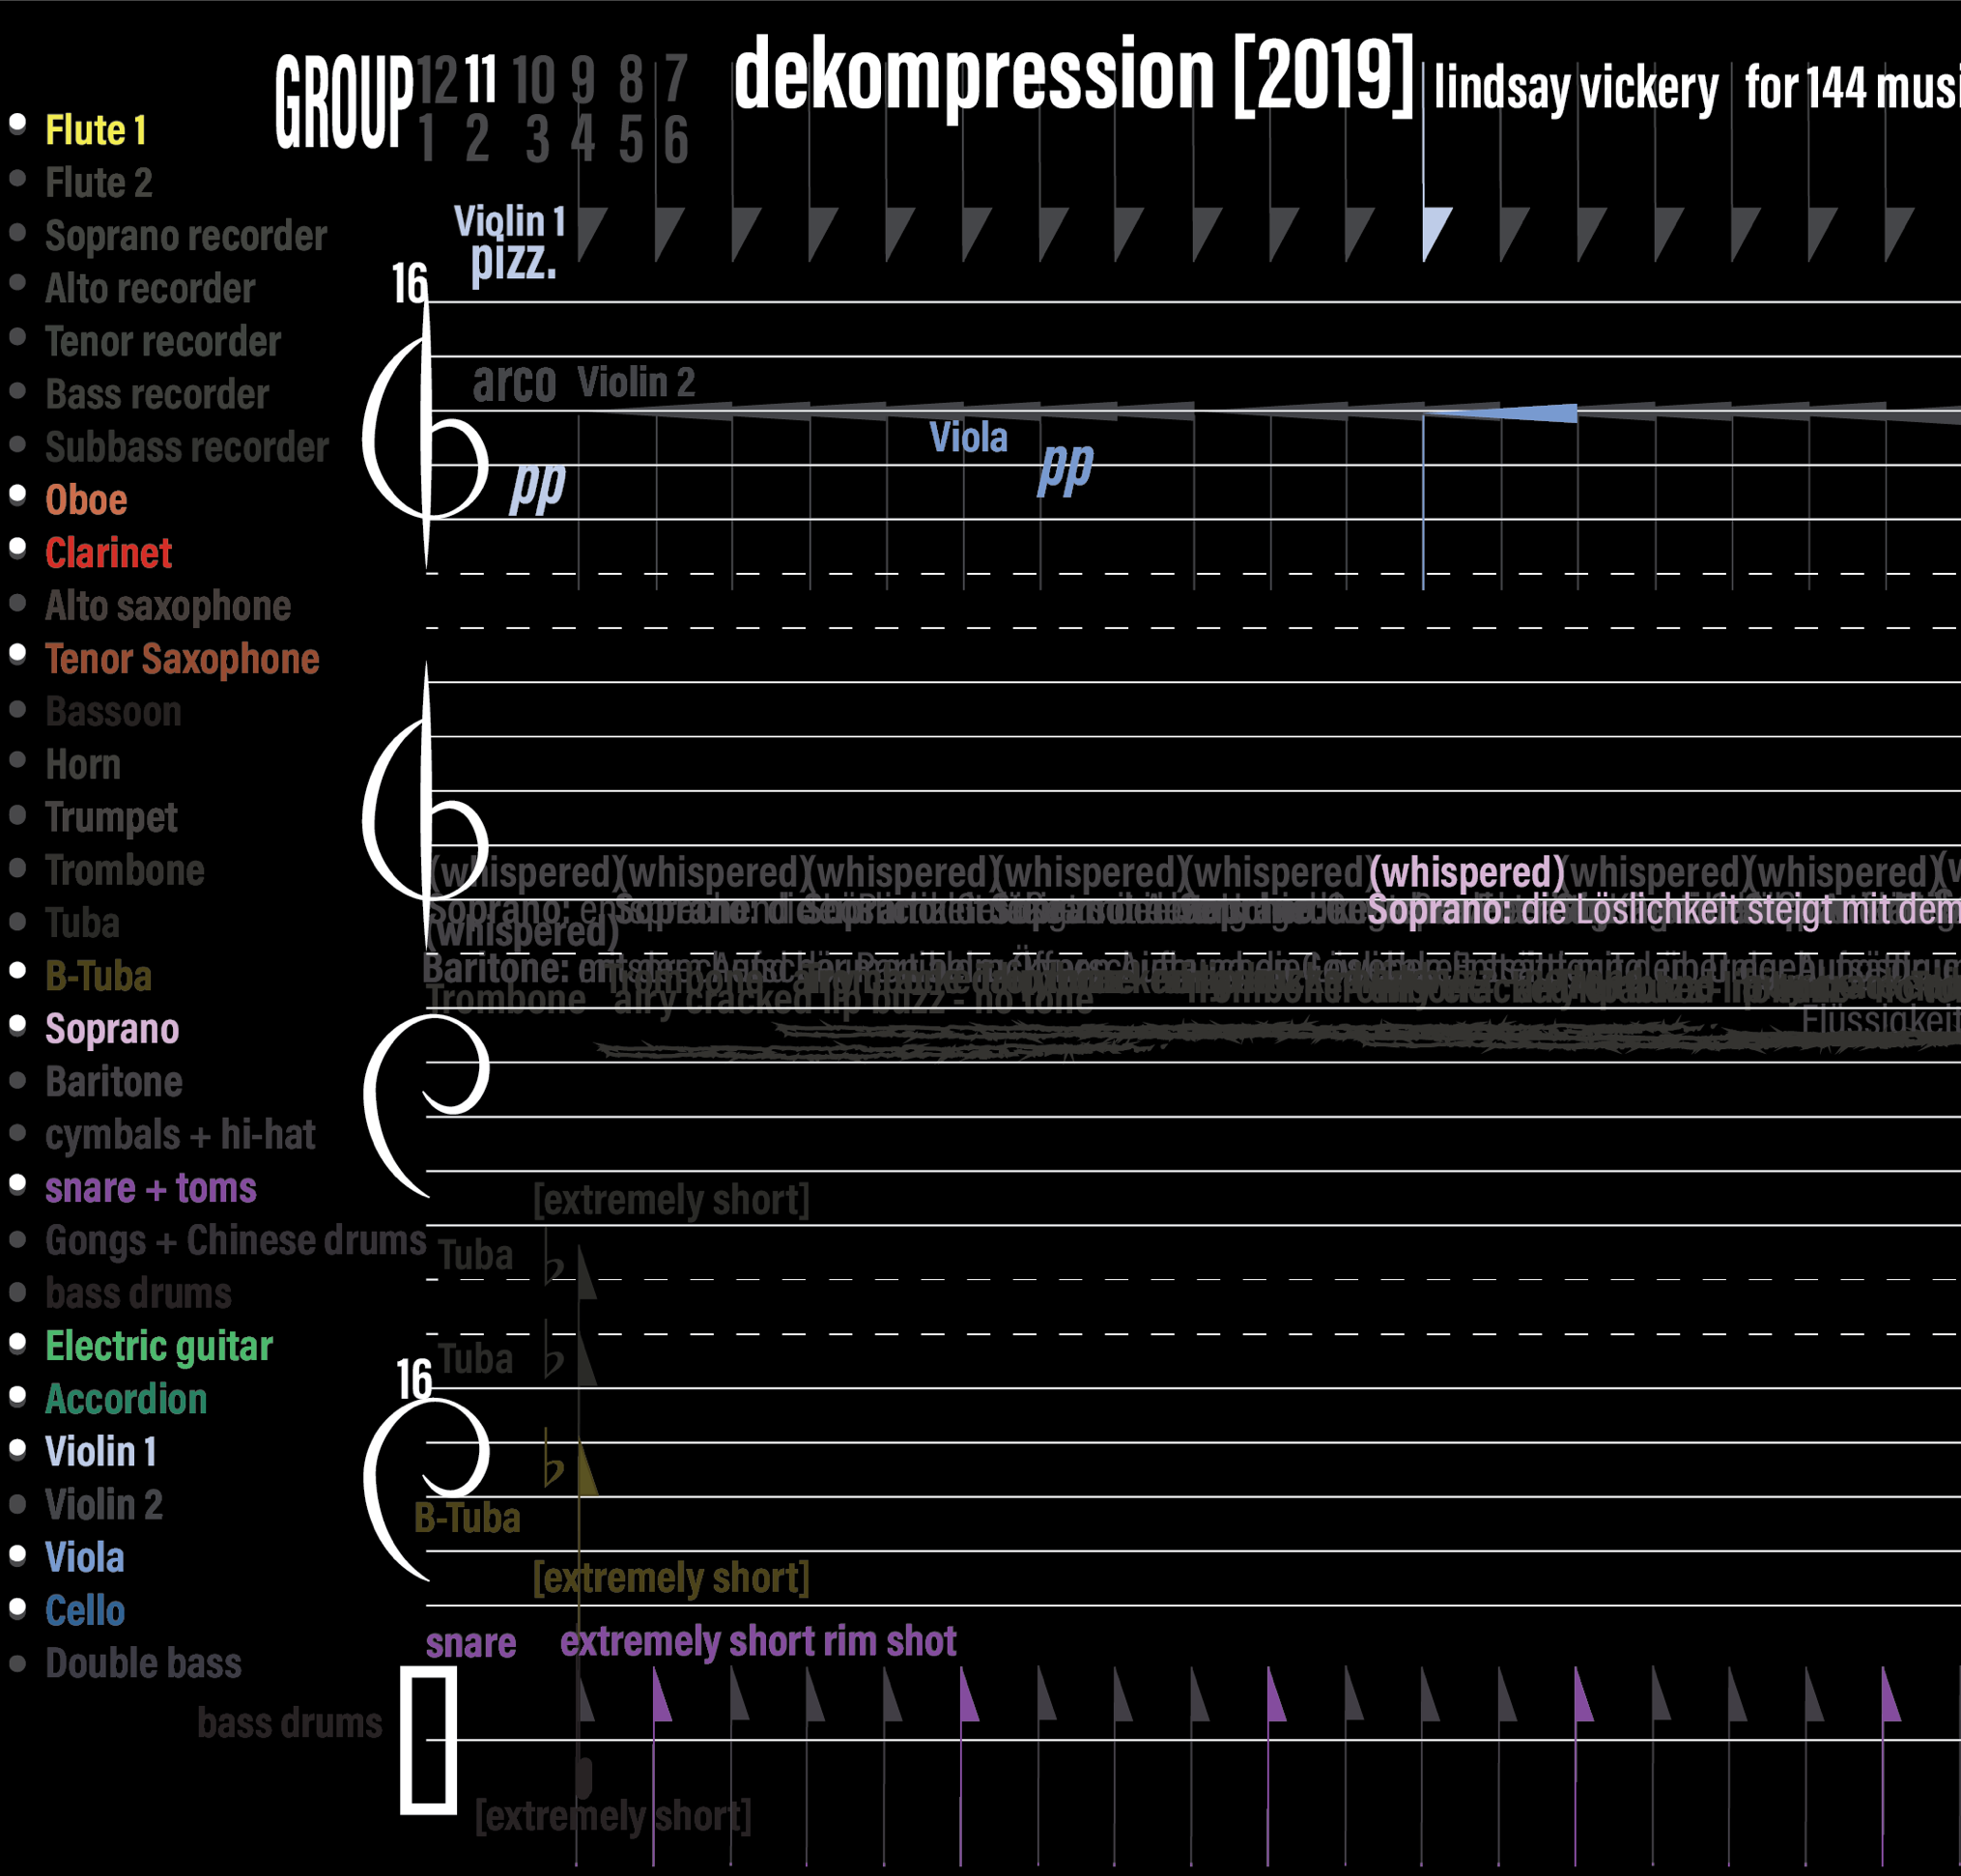 GROUP 12 11 10 9 8 7
1 2 3 4 5 6
dekompression [2019] lindsay vickery for 144 musi
Flute 1
Flute 2
Soprano recorder
Alto recorder
Tenor recorder
Bass recorder
Subbass recorder
Oboe
Clarinet
Alto saxophone
Tenor Saxophone
Bassoon
Horn
Trumpet
Trombone
Tuba
B-Tuba
Soprano
Baritone
cymbals + hi-hat
snare + toms
Gongs + Chinese drums
bass drums
Electric guitar
Accordion
Violin 1
Violin 2
Viola
Cello
Double bass
Violin 1
pizz.
16
arco Violin 2
Viola
pp pp
(whispered)(whispered)(whispered)(whispered)(whispered)(whispered)(whispered)(whispered)(w
Soprano: die Löslichkeit steigt mit dem
(whispered)
Baritone:
Trombone airy cracked lip buzz - no tone
Flüssigkeit
[extremely short]
Tuba
Tuba
16
B-Tuba
[extremely short]
snare extremely short rim shot
bass drums
[extremely short]